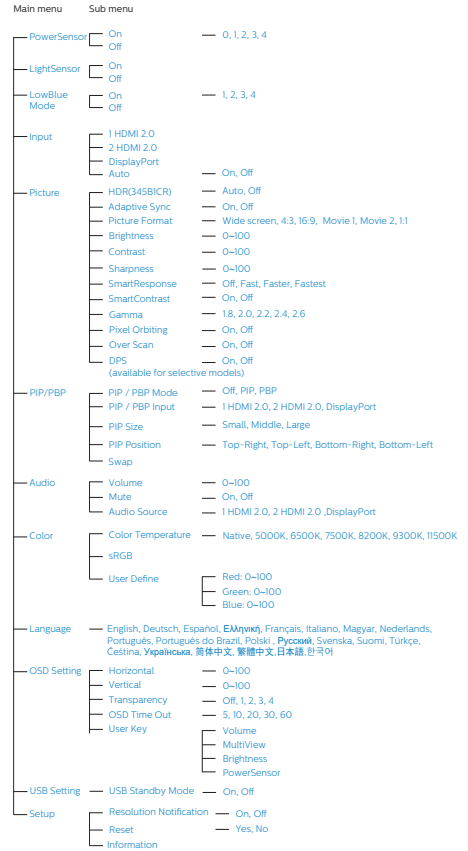 Main menu Sub menu
PowerSensor On 0, 1, 2, 3, 4
Off
LightSensor On
Off
LowBlue Mode On 1, 2, 3, 4
Off
Input 1 HDMI 2.0
2 HDMI 2.0
DisplayPort
Auto On, Off
Picture HDR(345B1CR) Auto, Off
Adaptive Sync On, Off
Picture Format Wide screen, 4:3, 16:9, Movie 1, Movie 2, 1:1
Brightness 0~100
Contrast 0~100
Sharpness 0~100
SmartResponse Off, Fast, Faster, Fastest
SmartContrast On, Off
Gamma 1.8, 2.0, 2.2, 2.4, 2.6
Pixel Orbiting On, Off
Over Scan On, Off
DPS On, Off
(available for selective models)
PIP/PBP PIP / PBP Mode Off, PIP, PBP
PIP / PBP Input 1 HDMI 2.0, 2 HDMI 2.0, DisplayPort
PIP Size Small, Middle, Large
PIP Position Top-Right, Top-Left, Bottom-Right, Bottom-Left
Swap
Audio Volume 0~100
Mute On, Off
Audio Source 1 HDMI 2.0, 2 HDMI 2.0 ,DisplayPort
Color Color Temperature Native, 5000K, 6500K, 7500K, 8200K, 9300K, 11500K
sRGB
User Define Red: 0~100
Green: 0~100
Blue: 0~100
Language English, Deutsch, Español, Ελληνική, Français, Italiano, Magyar, Nederlands,
Português, Português do Brazil, Polski , Русский, Svenska, Suomi, Türkçe,
Čeština, Українська, 简体中文, 繁體中文,日本語,한국어
OSD Setting Horizontal 0~100
Vertical 0~100
Transparency Off, 1, 2, 3, 4
OSD Time Out 5, 10, 20, 30, 60
User Key Volume
MultiView
Brightness
PowerSensor
USB Setting USB Standby Mode On, Off
Setup Resolution Notification On, Off
Reset Yes, No
Information